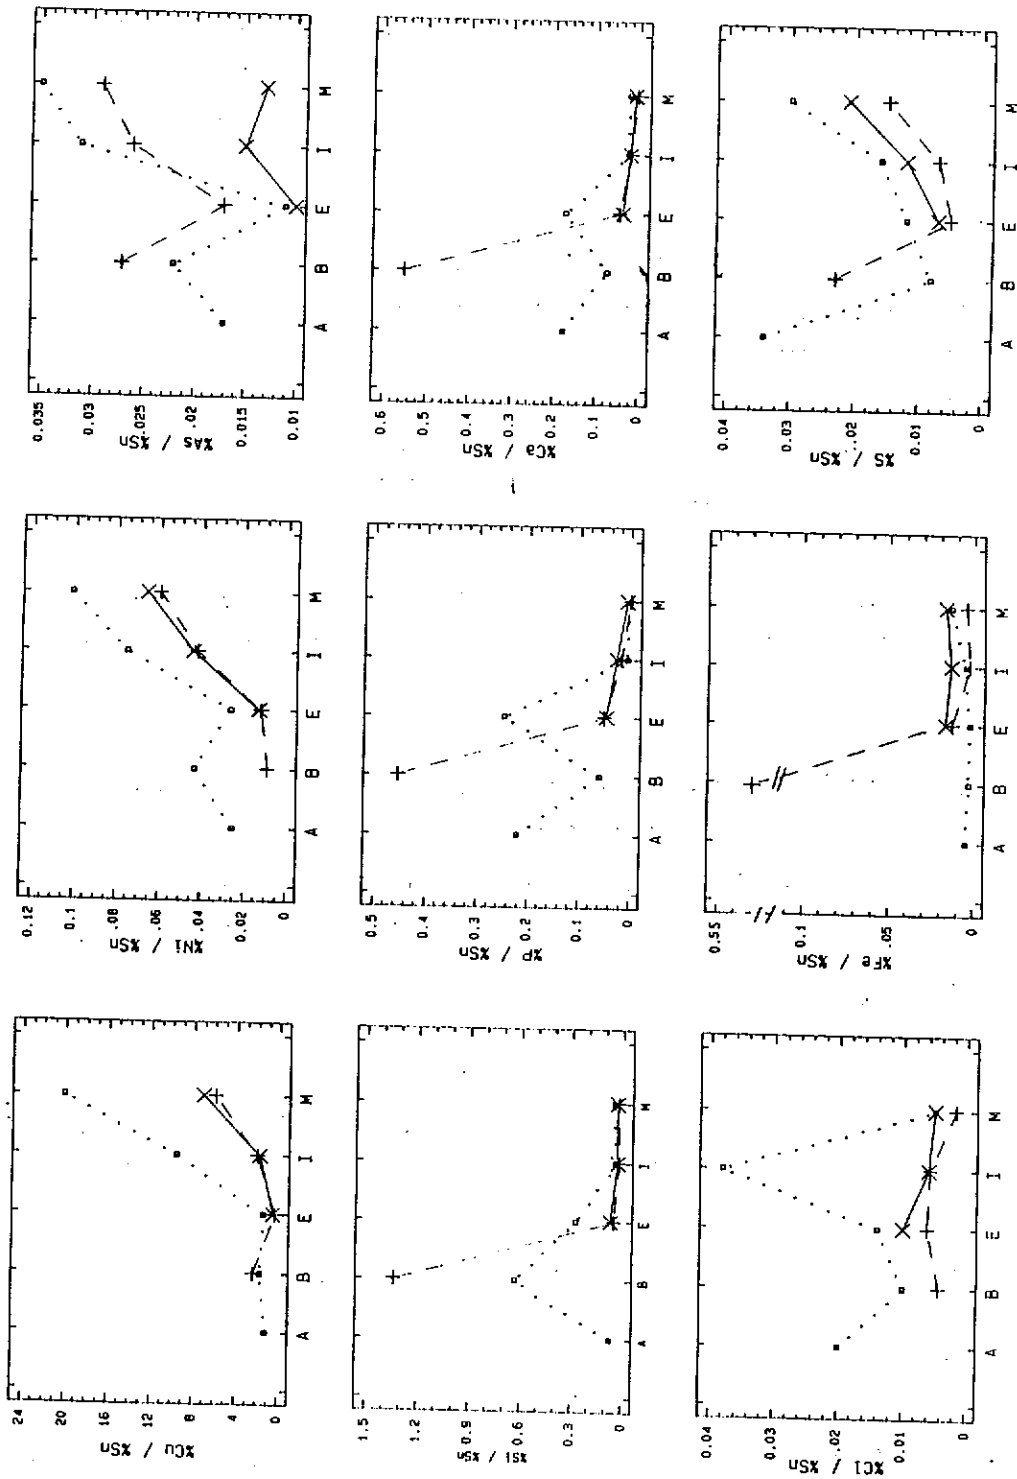 %Cu / %Sn
24
20
16
12
8
4
0
A B E I M
%Ni / %Sn
0.12
0.1
.08
.06
.04
0.02
0
A B E I M
%As / %Sn
0.035
0.03
0.025
.02
0.015
0.01
A B E I M
%Si / %Sn
1.5
1.2
0.9
0.6
0.3
0
A B E I M
%P / %Sn
0.5
0.4
0.3
0.2
0.1
0
A B E I M
%Ca / %Sn
0.6
0.5
0.4
0.3
0.2
0.1
0
A B E I M
%Cl / %Sn
0.04
0.03
.02
0.01
0
A B E I M
%Fe / %Sn
0.55
0.1
.05
0
A B E I M
%S / %Sn
0.04
0.03
.02
0.01
0
A B E I M